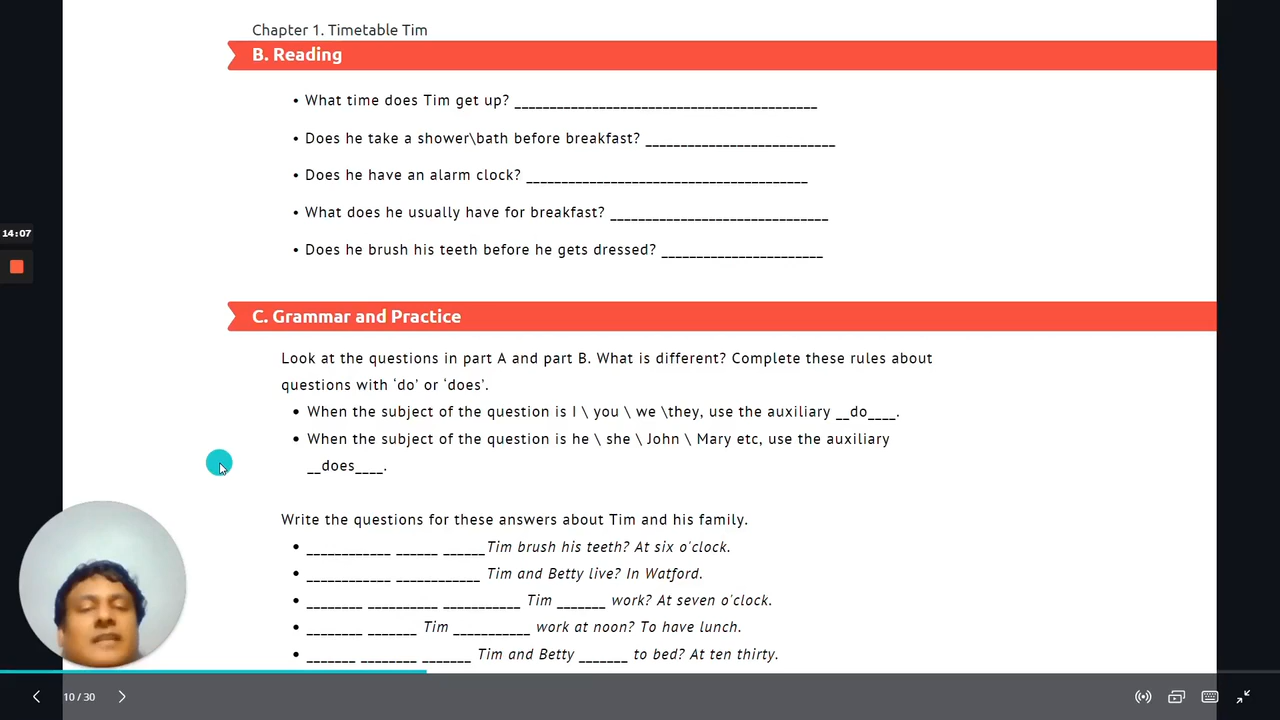 Chapter 1. Timetable Tim
B. Reading
• What time does Tim get up? ___________________________________________
• Does he take a shower\bath before breakfast? ___________________________
• Does he have an alarm clock? ________________________________________
• What does he usually have for breakfast? _______________________________
• Does he brush his teeth before he gets dressed? _______________________
14:07
C. Grammar and Practice
Look at the questions in part A and part B. What is different? Complete these rules about
questions with ‘do’ or ‘does’.
• When the subject of the question is I \ you \ we \they, use the auxiliary __do____.
• When the subject of the question is he \ she \ John \ Mary etc, use the auxiliary
__does____.
Write the questions for these answers about Tim and his family.
• ____________ ______ ______Tim brush his teeth? At six o'clock.
• ____________ ____________ Tim and Betty live? In Watford.
• ________ __________ ___________ Tim _______ work? At seven o'clock.
• ________ _______ Tim ___________ work at noon? To have lunch.
• _______ ________ _______ Tim and Betty _______ to bed? At ten thirty.
10 / 30